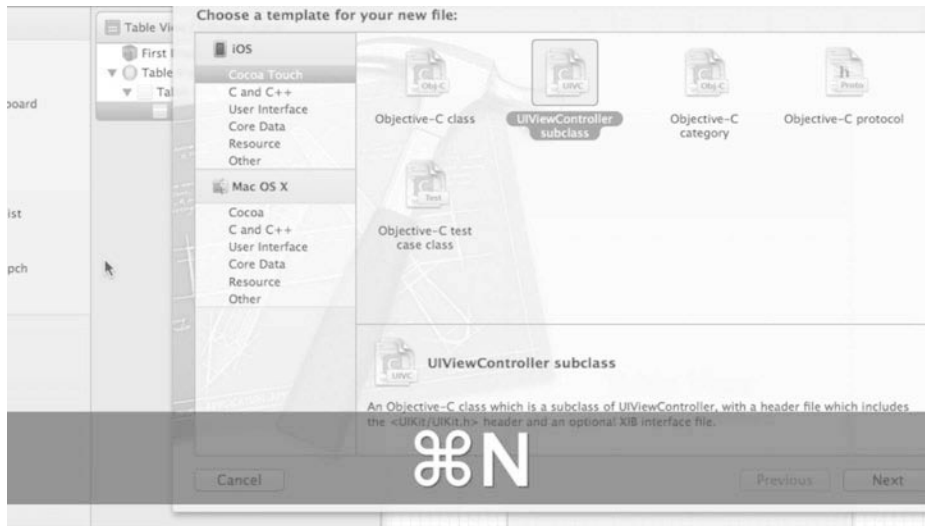 Choose a template for your new file:
Table Vi
First
Table
Ta
board
ist
pch
iOS
Cocoa Touch
C and C++
User Interface
Core Data
Resource
Other
Mac OS X
Cocoa
C and C++
User Interface
Core Data
Resource
Other
Obj-C
Objective-C class
UIVC
UIViewController
subclass
Obj-C
Objective-C
category
h
Proto
Objective-C protocol
Test
Objective-C test
case class
UIVC
UIViewController subclass
An Objective-C class which is a subclass of UIViewController, with a header file which includes
the <UIKit/UIKit.h> header and an optional XIB interface file.
⌘N
Cancel
Previous
Next